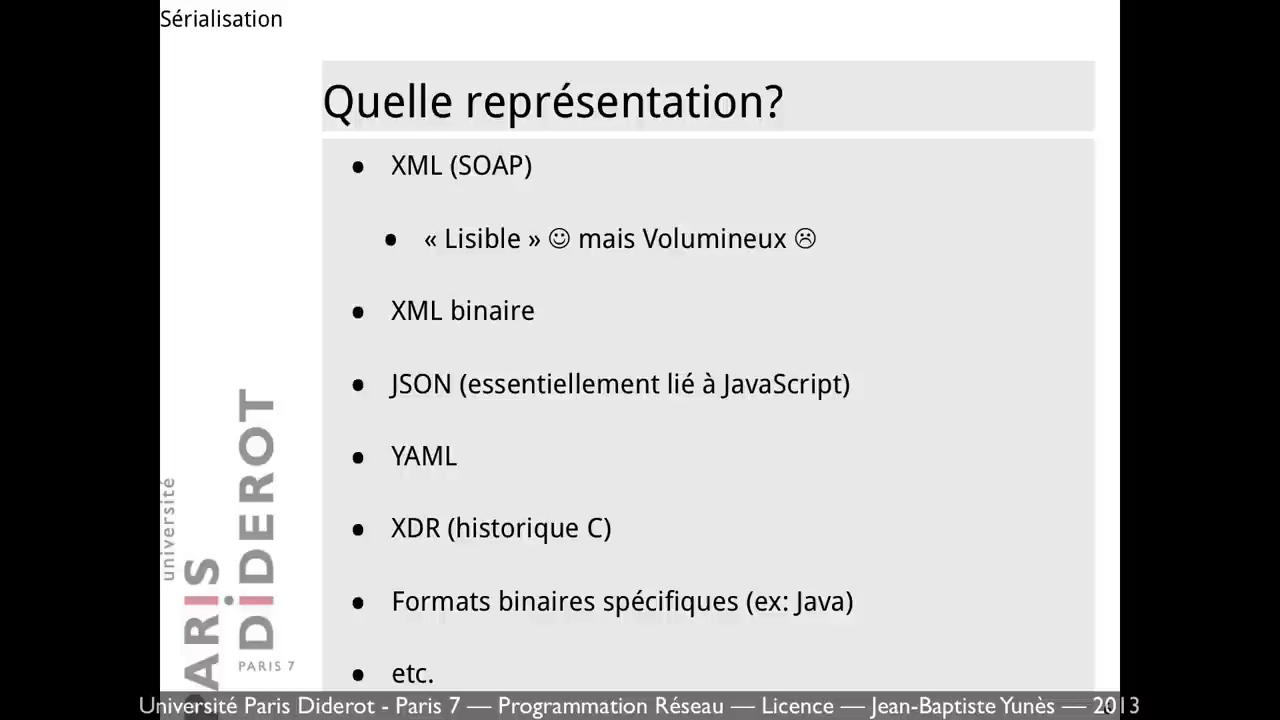 Sérialisation
Quelle représentation?
• XML (SOAP)
• « Lisible » ☺ mais Volumineux ☹
• XML binaire
• JSON (essentiellement lié à JavaScript)
• YAML
• XDR (historique C)
• Formats binaires spécifiques (ex: Java)
• etc.
université
PARIS
DIDEROT
PARIS 7
Université Paris Diderot - Paris 7 — Programmation Réseau — Licence — Jean-Baptiste Yunès — 2013